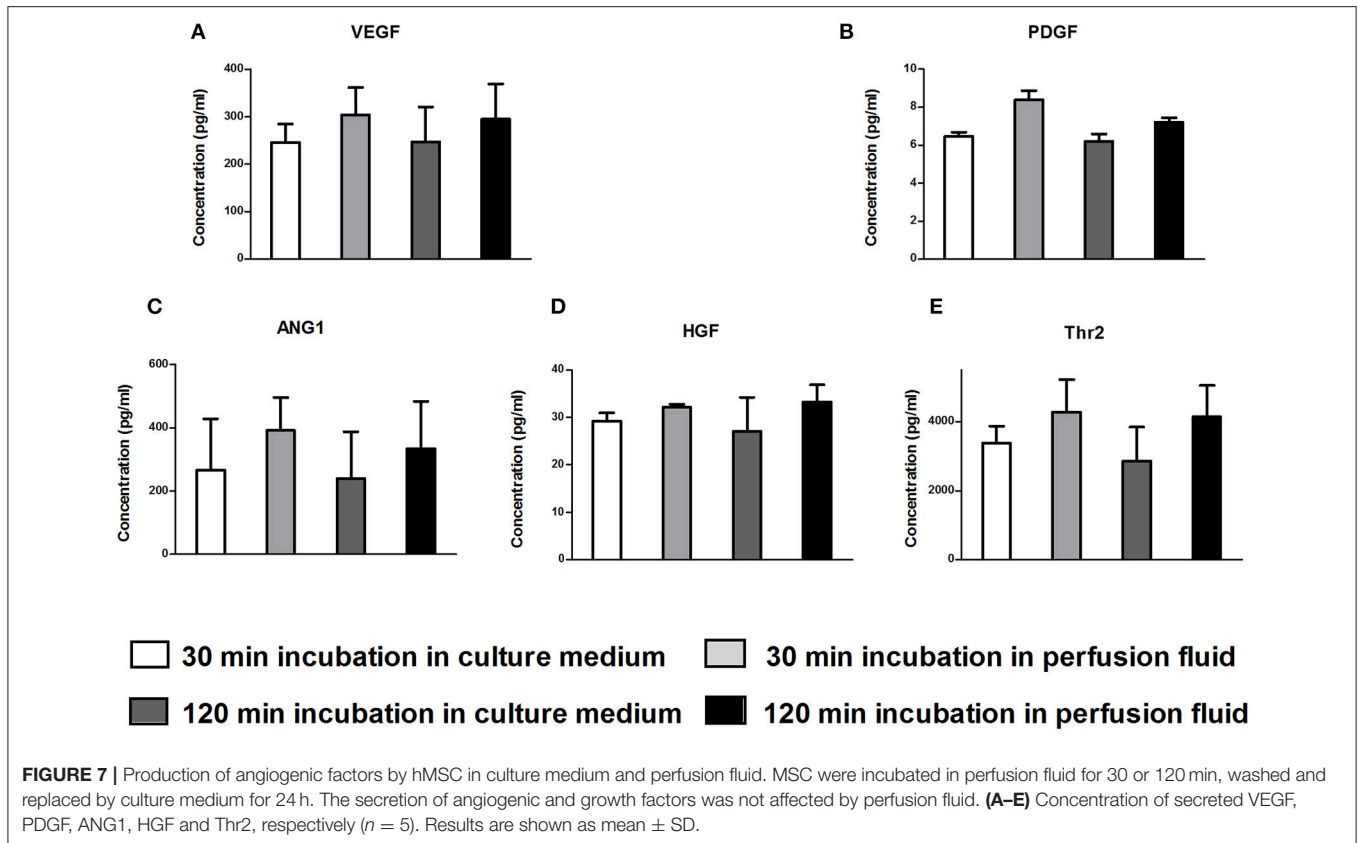 A
VEGF
Concentration (pg/ml)
400
300
200
100
0
B
PDGF
Concentration (pg/ml)
10
8
6
4
2
0
C
ANG1
Concentration (pg/ml)
600
400
200
0
D
HGF
Concentration (pg/ml)
40
30
20
10
0
E
Thr2
Concentration (pg/ml)
4000
2000
0
30 min incubation in culture medium
30 min incubation in perfusion fluid
120 min incubation in culture medium
120 min incubation in perfusion fluid
FIGURE 7 | Production of angiogenic factors by hMSC in culture medium and perfusion fluid. MSC were incubated in perfusion fluid for 30 or 120 min, washed and
replaced by culture medium for 24 h. The secretion of angiogenic and growth factors was not affected by perfusion fluid. (A–E) Concentration of secreted VEGF,
PDGF, ANG1, HGF and Thr2, respectively (n = 5). Results are shown as mean ± SD.